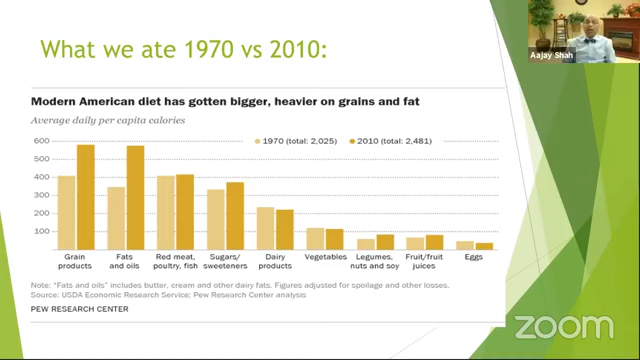 What we ate 1970 vs 2010:
Aajay Shah
Modern American diet has gotten bigger, heavier on grains and fat
Average daily per capita calories
1970 (total: 2,025) 2010 (total: 2,481)
600
500
400
300
200
100
Grain products
Fats and oils
Red meat, poultry, fish
Sugars/ sweeteners
Dairy products
Vegetables
Legumes, nuts and soy
Fruit/fruit juices
Eggs
Note: "Fats and oils" includes butter, cream and other dairy fats. Figures adjusted for spoilage and other losses.
Source: USDA Economic Research Service; Pew Research Center analysis
PEW RESEARCH CENTER
zoom